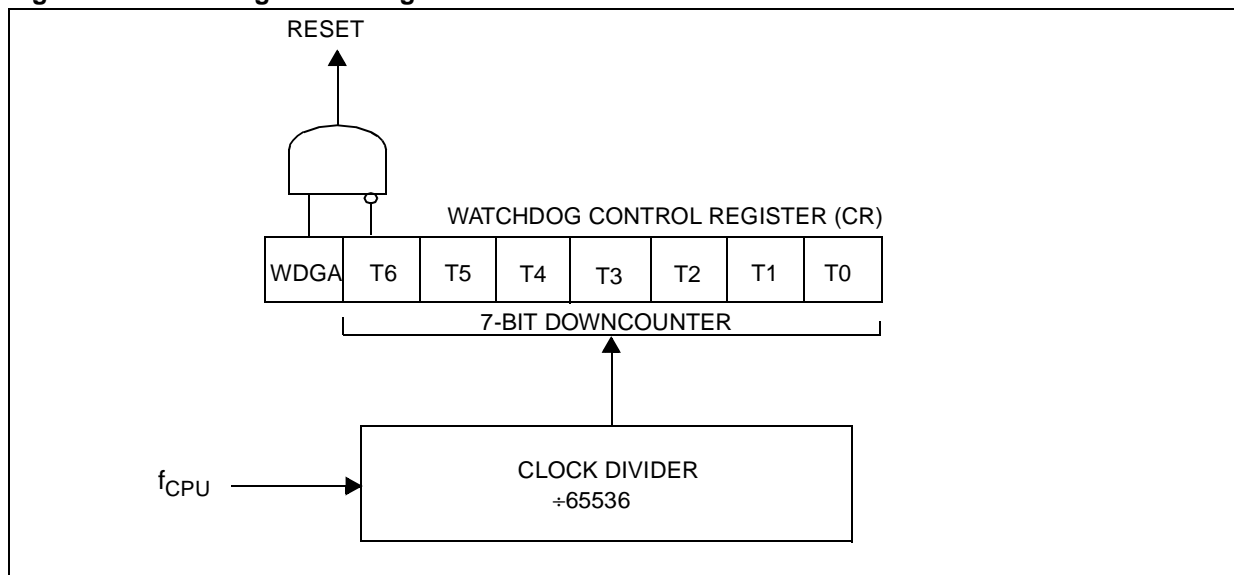 RESET
WATCHDOG CONTROL REGISTER (CR)
WDGA T6 T5 T4 T3 T2 T1 T0
7-BIT DOWNCOUNTER
fCPU
CLOCK DIVIDER
÷65536